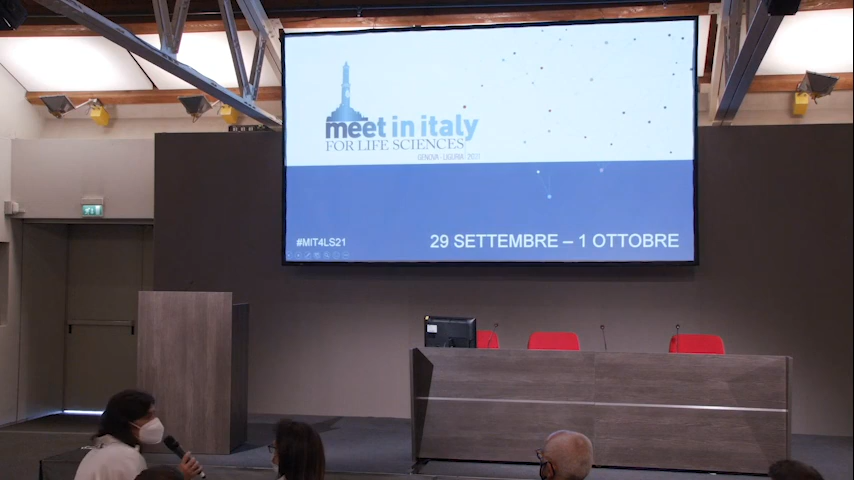 meet in italy
FOR LIFE SCIENCES
GENOVA - LIGURIA, 2021
#MIT4LS21
29 SETTEMBRE – 1 OTTOBRE